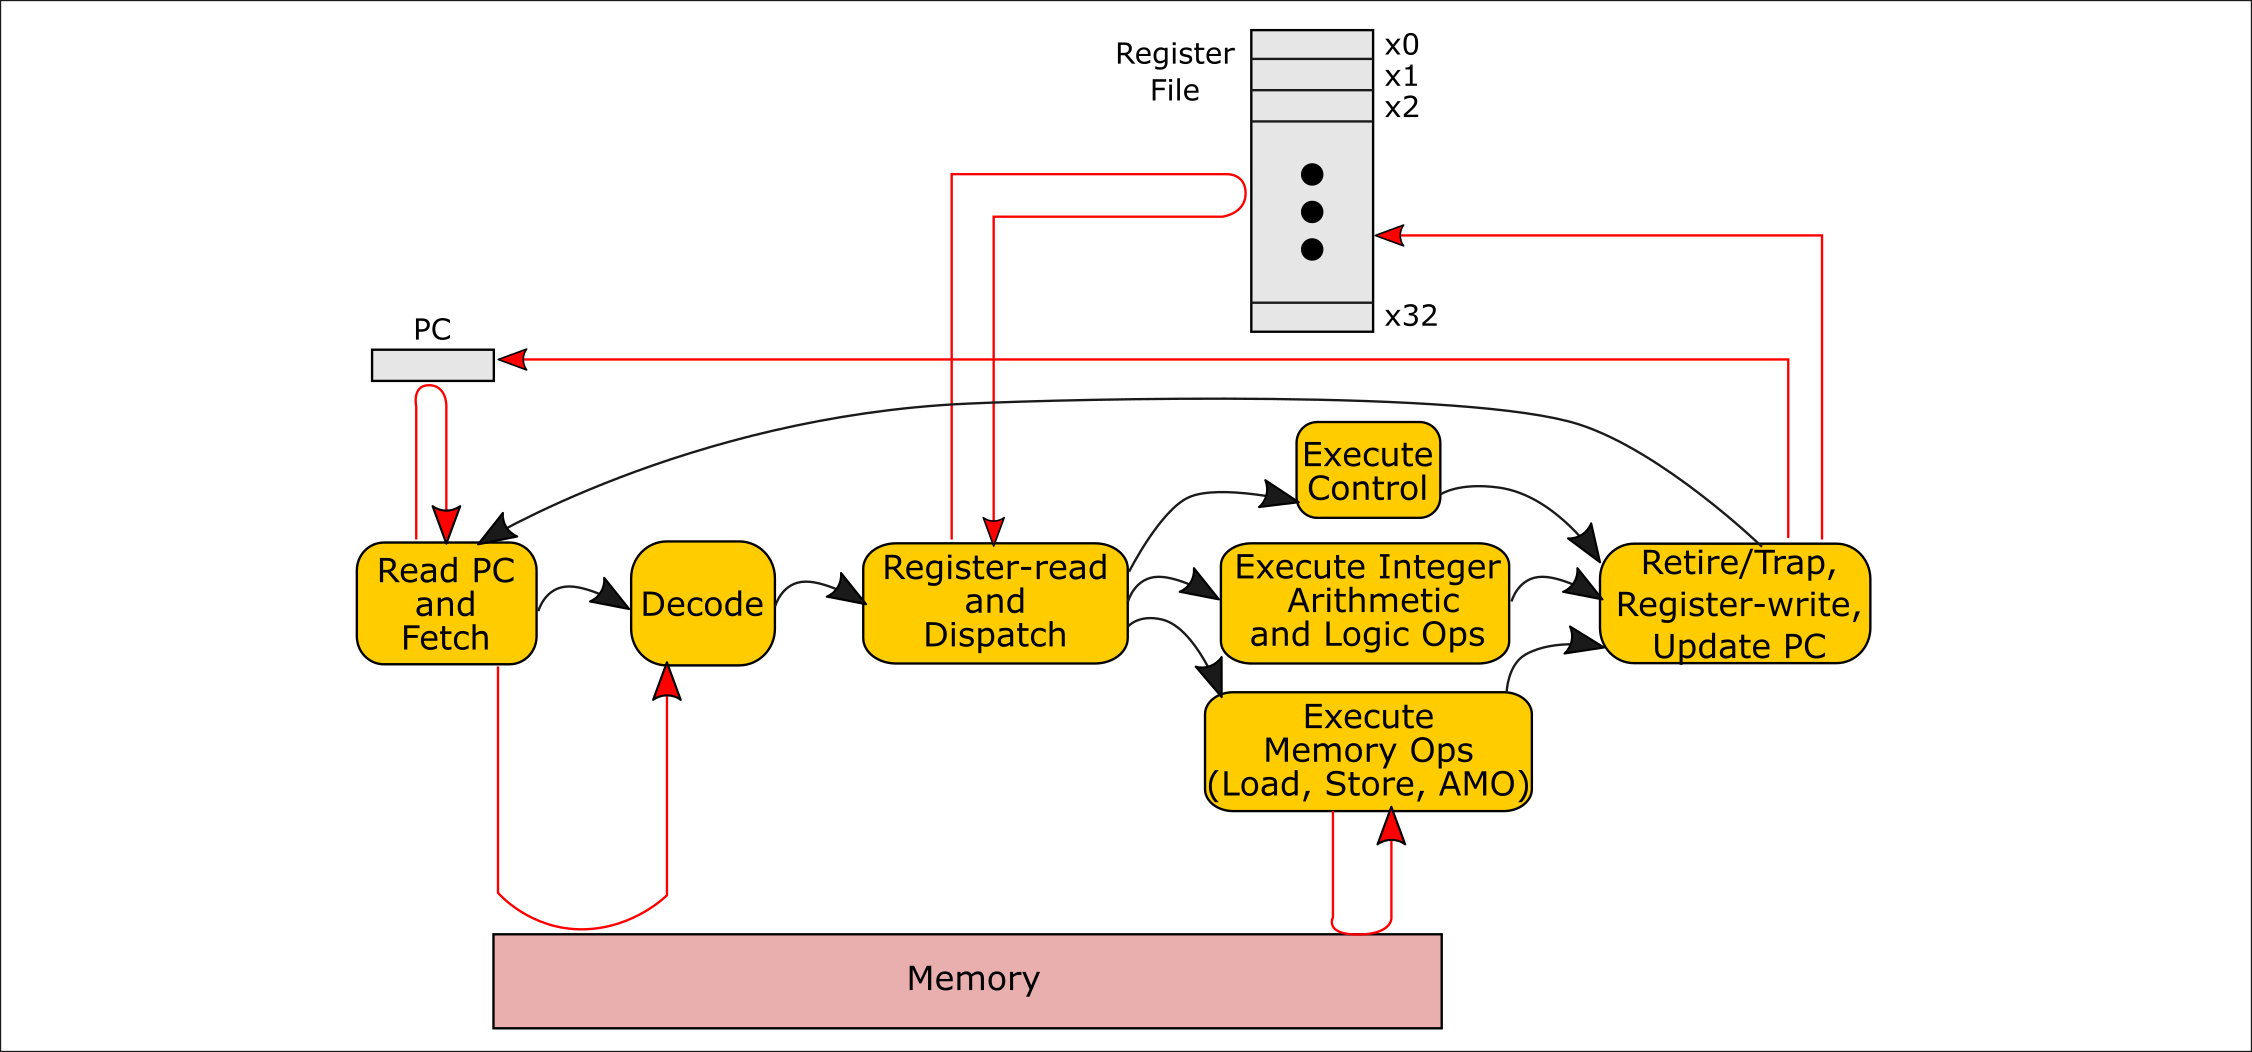 Register
File
x0
x1
x2
x32
PC
Read PC
and
Fetch
Decode
Register-read
and
Dispatch
Execute
Control
Execute Integer
Arithmetic
and Logic Ops
Execute
Memory Ops
(Load, Store, AMO)
Retire/Trap,
Register-write,
Update PC
Memory